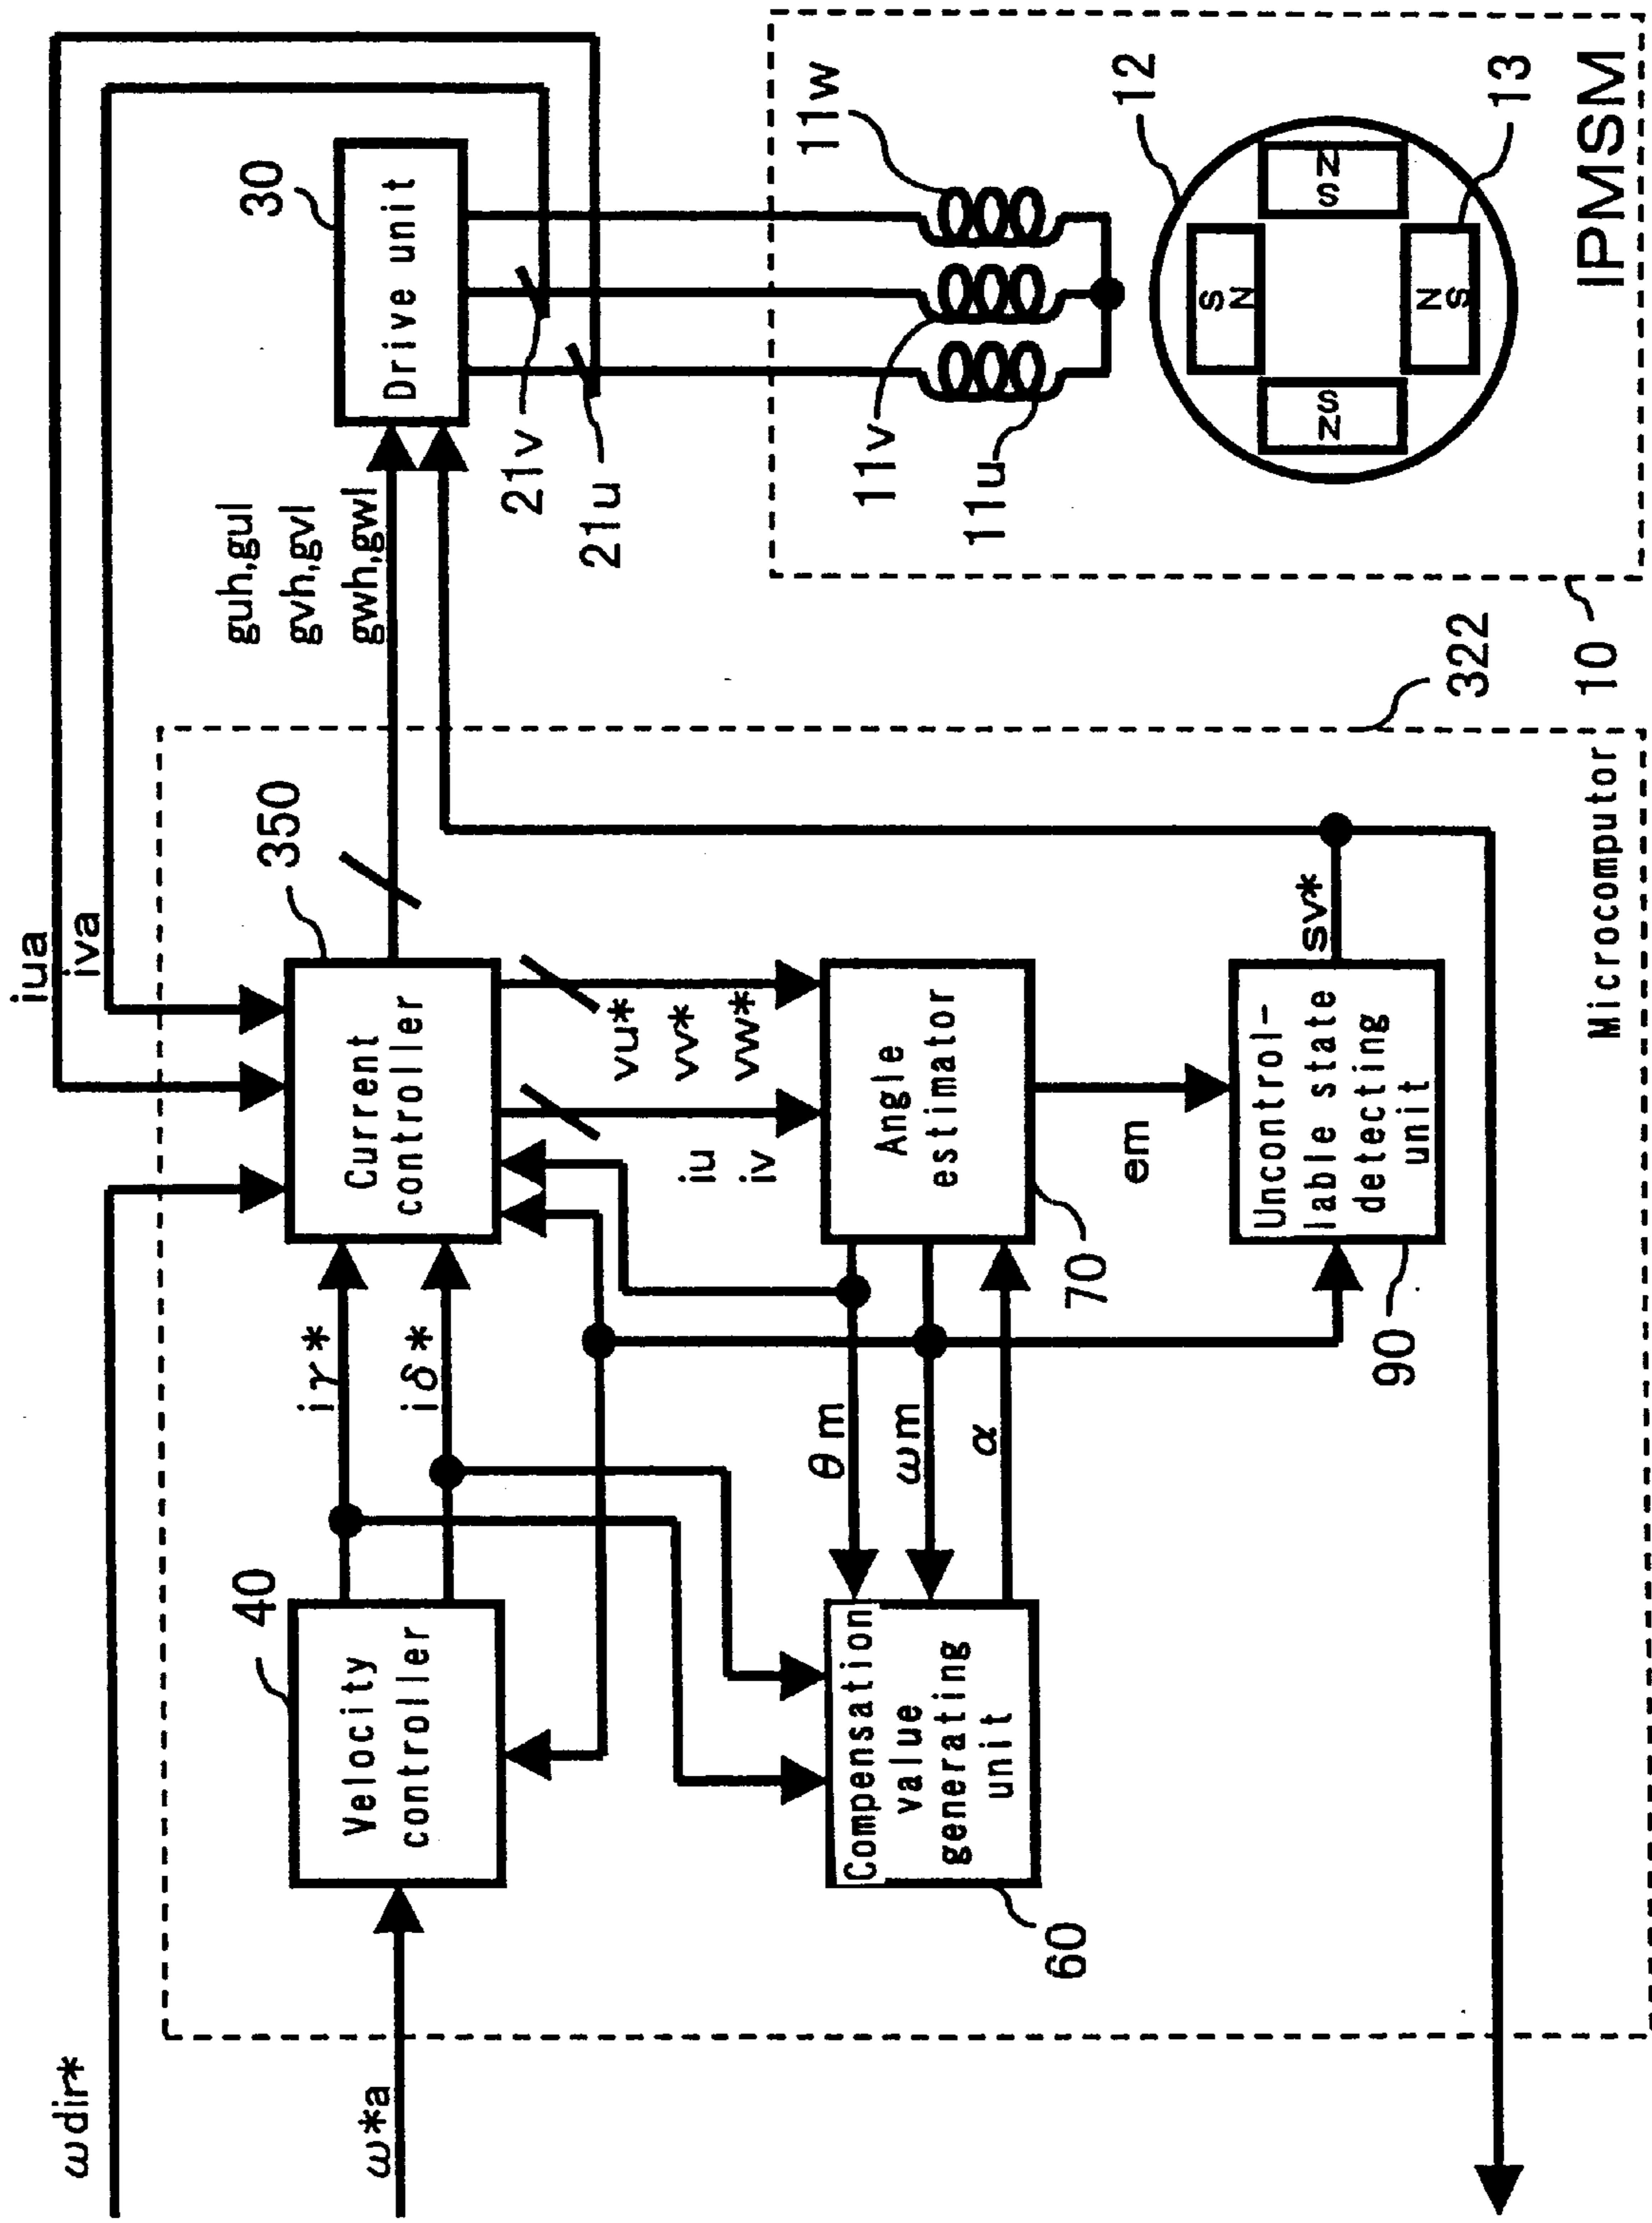 ωdir*
ω*a
iua
iva
40
Velocity
controller
iγ*
iδ*
350
Current
controller
guh,gul
gvh,gvl
gwh,gwl
30
Drive unit
21v
21u
vu*
vv*
vw*
iu
iv
60
Compensation
value
generating
unit
θm
ωm
α
70
Angle
estimator
em
90
Uncontrol-
lable state
detecting
unit
sv*
Microcomputor
322
10
11w
11v
11u
12
13
S
N
N
S
S
N
N
S
IPMSM